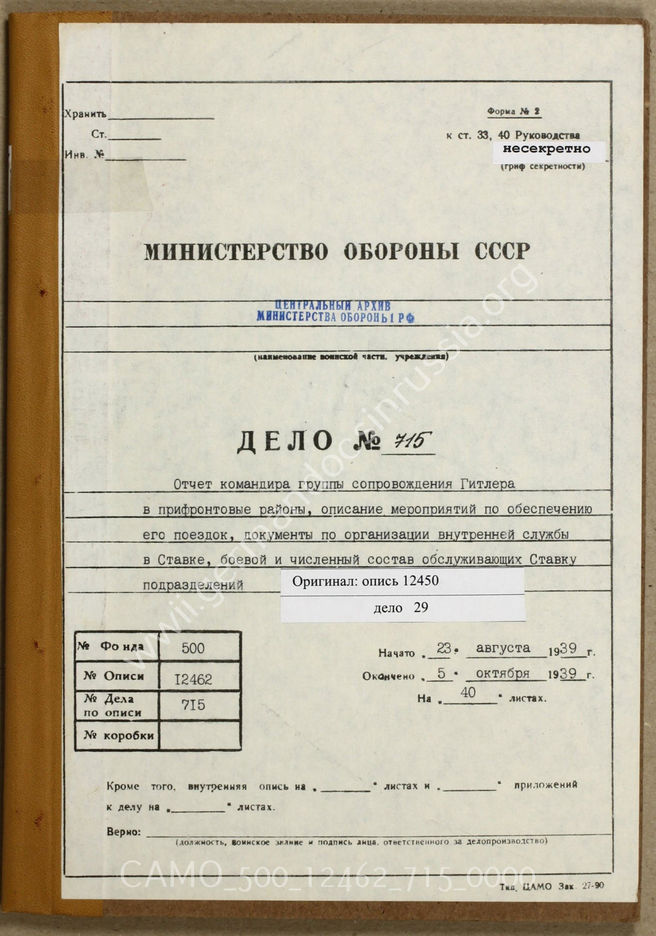 Хранить
Ст.
Инв. №
Форма № 2
к ст. 33, 40 Руководства
несекретно
(гриф секретности)
МИНИСТЕРСТВО ОБОРОНЫ СССР
ЦЕНТРАЛЬНЫЙ АРХИВ
МИНИСТЕРСТВА ОБОРОНЫ РФ
(наименование воинской части, учреждения)
ДЕЛО № 715
Отчет командира группы сопровождения Гитлера
в прифронтовые районы, описание мероприятий по обеспечению
его поездок, документы по организации внутренней службы
в Ставке, боевой и численный состав обслуживающих Ставку
подразделений
Оригинал: опись 12450
дело 29
№ Фонда 500
№ Описи I2462
№ Дела по описи 7I5
№ коробки
Начато „23" августа 1939 г.
Окончено „5" октября 1939 г.
На „40" листах.
Кроме того, внутренняя опись на „ " листах и „ " приложений
к делу на „ " листах.
Верно:
(должность, воинское звание и подпись лица, ответственного за делопроизводство)
Тип. ЦАМО Зак. 27-90
www.germandocsinrussia.org
CAMO_500_12462_715_0000